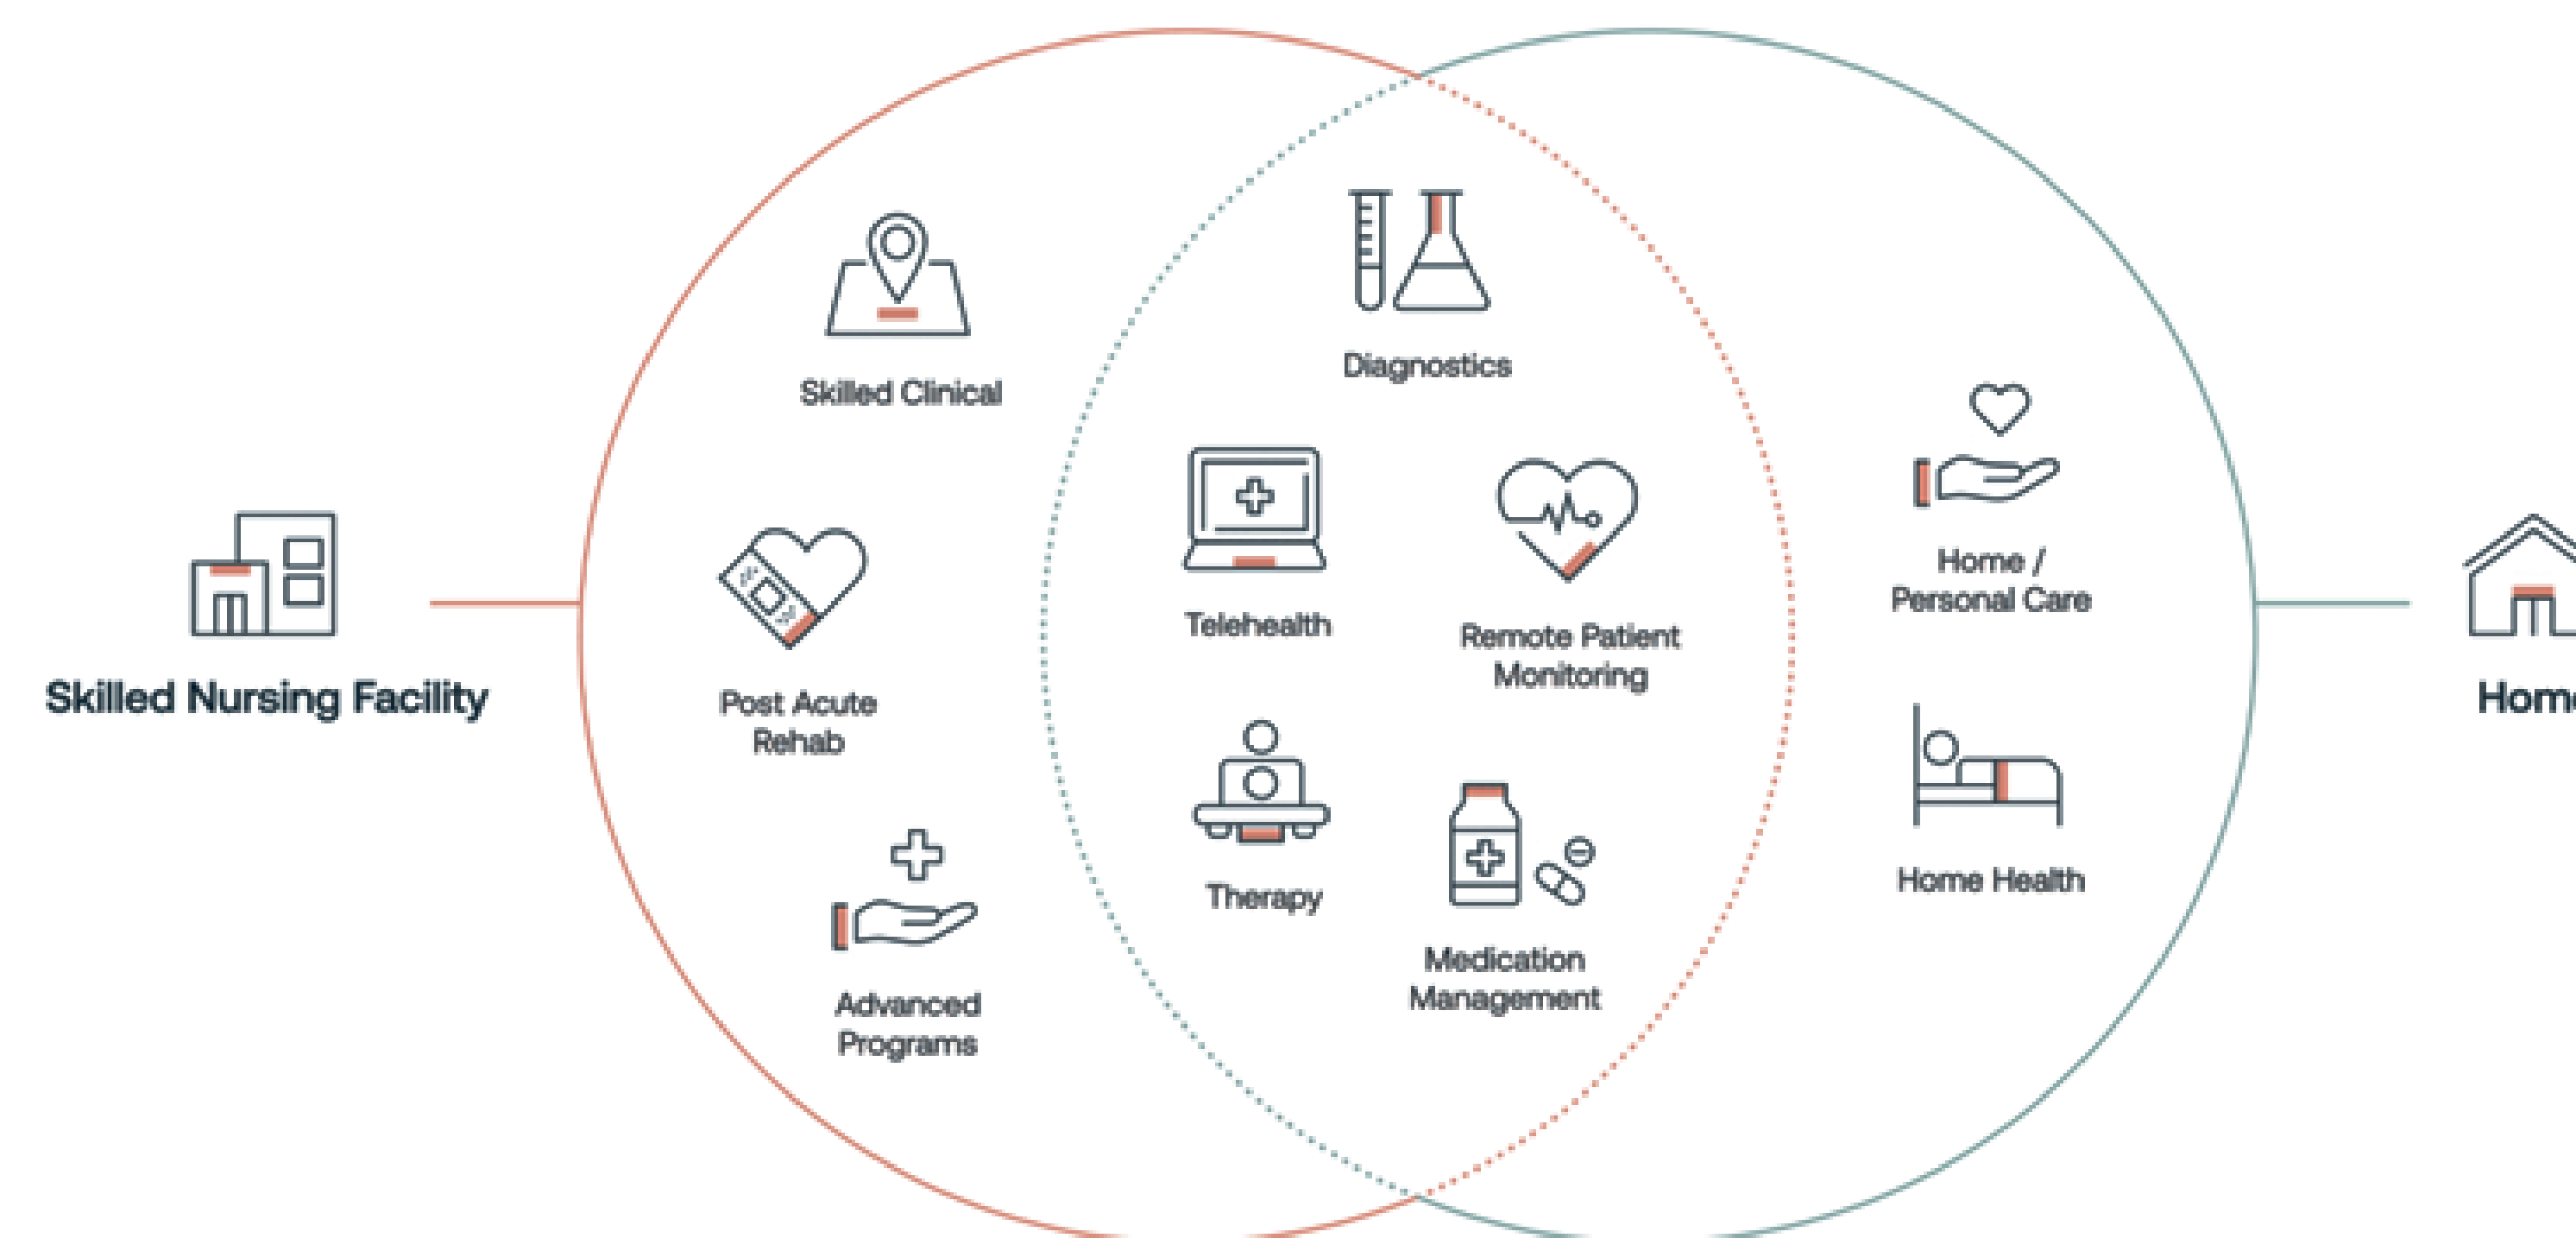 Skilled Nursing Facility
Skilled Clinical
Post Acute
Rehab
Advanced
Programs
Diagnostics
Telehealth
Remote Patient
Monitoring
Therapy
Medication
Management
Home /
Personal Care
Home Health